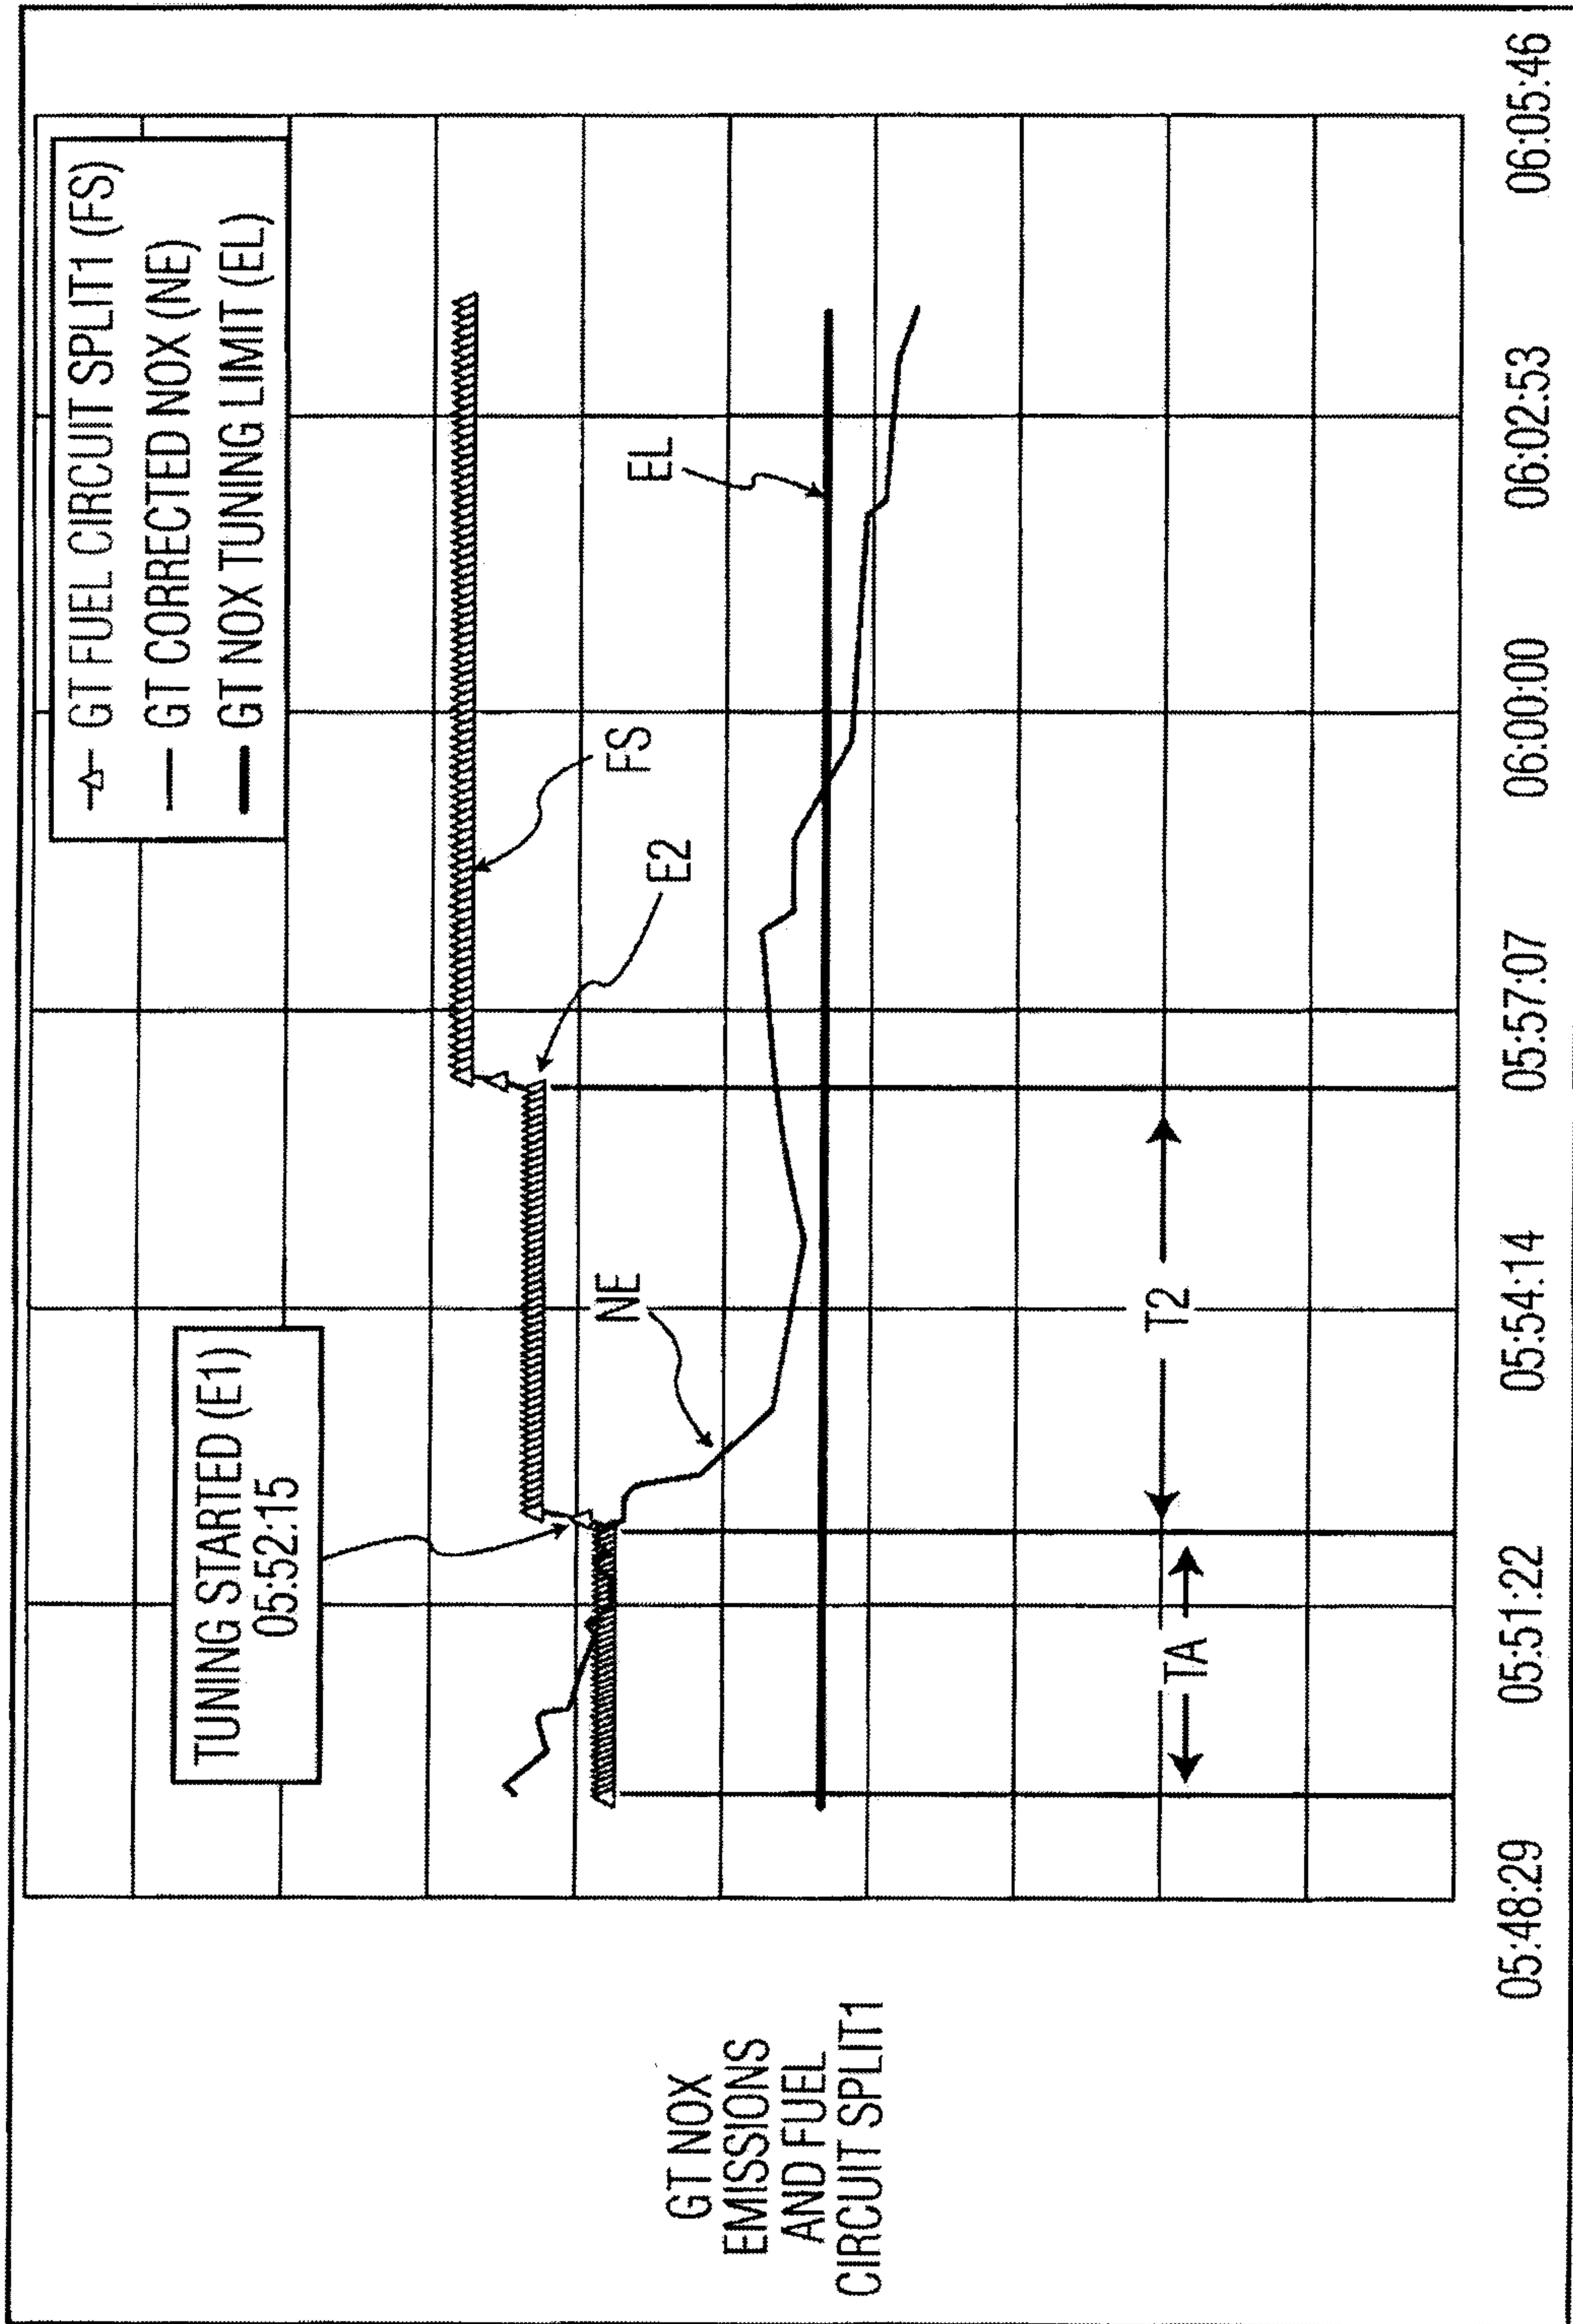 GT FUEL CIRCUIT SPLIT1 (FS)
GT CORRECTED NOX (NE)
GT NOX TUNING LIMIT (EL)
TUNING STARTED (E1)
05:52:15
GT NOX
EMISSIONS
AND FUEL
CIRCUIT SPLIT1
NE
E2
FS
EL
TA
T2
05:48:29
05:51:22
05:54:14
05:57:07
06:00:00
06:02:53
06:05:46